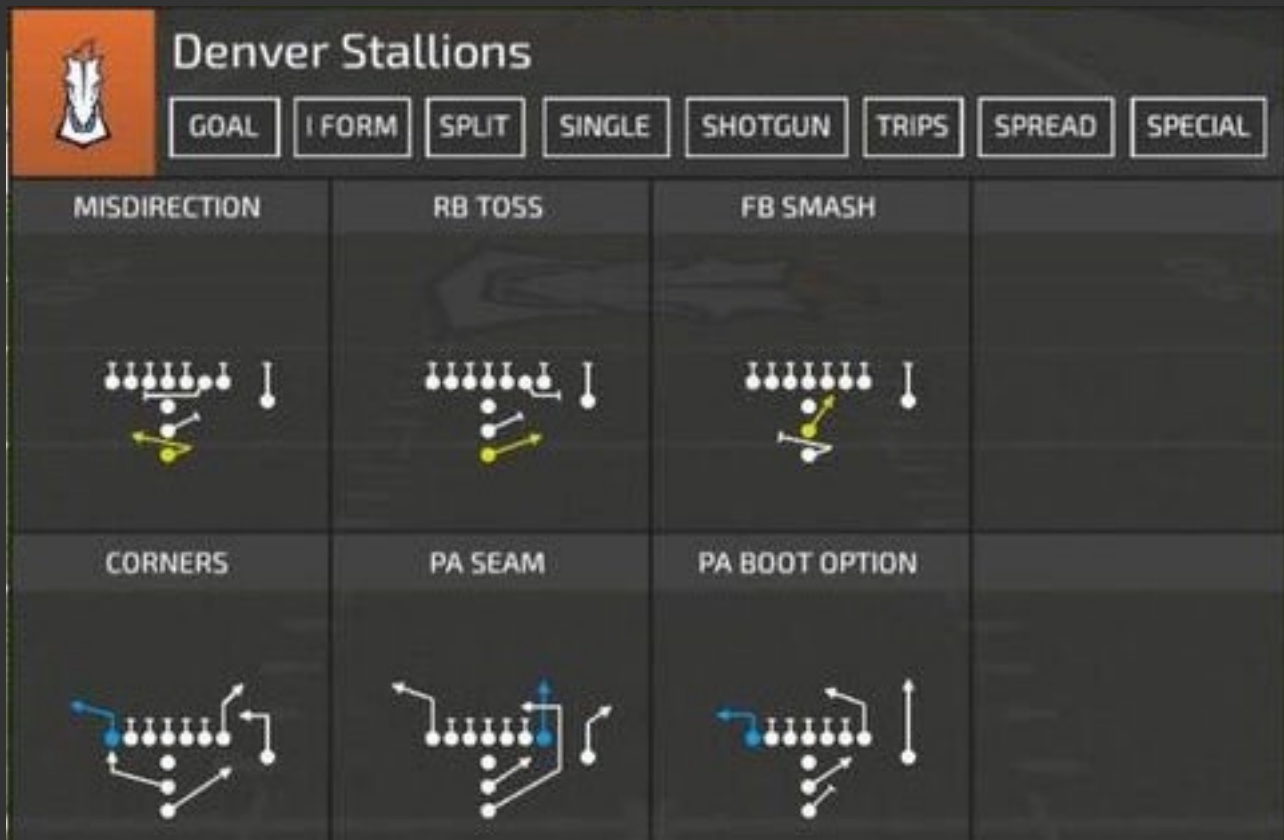 Denver Stallions
GOAL I FORM SPLIT SINGLE SHOTGUN TRIPS SPREAD SPECIAL
MISDIRECTION RB TOSS FB SMASH
CORNERS PA SEAM PA BOOT OPTION